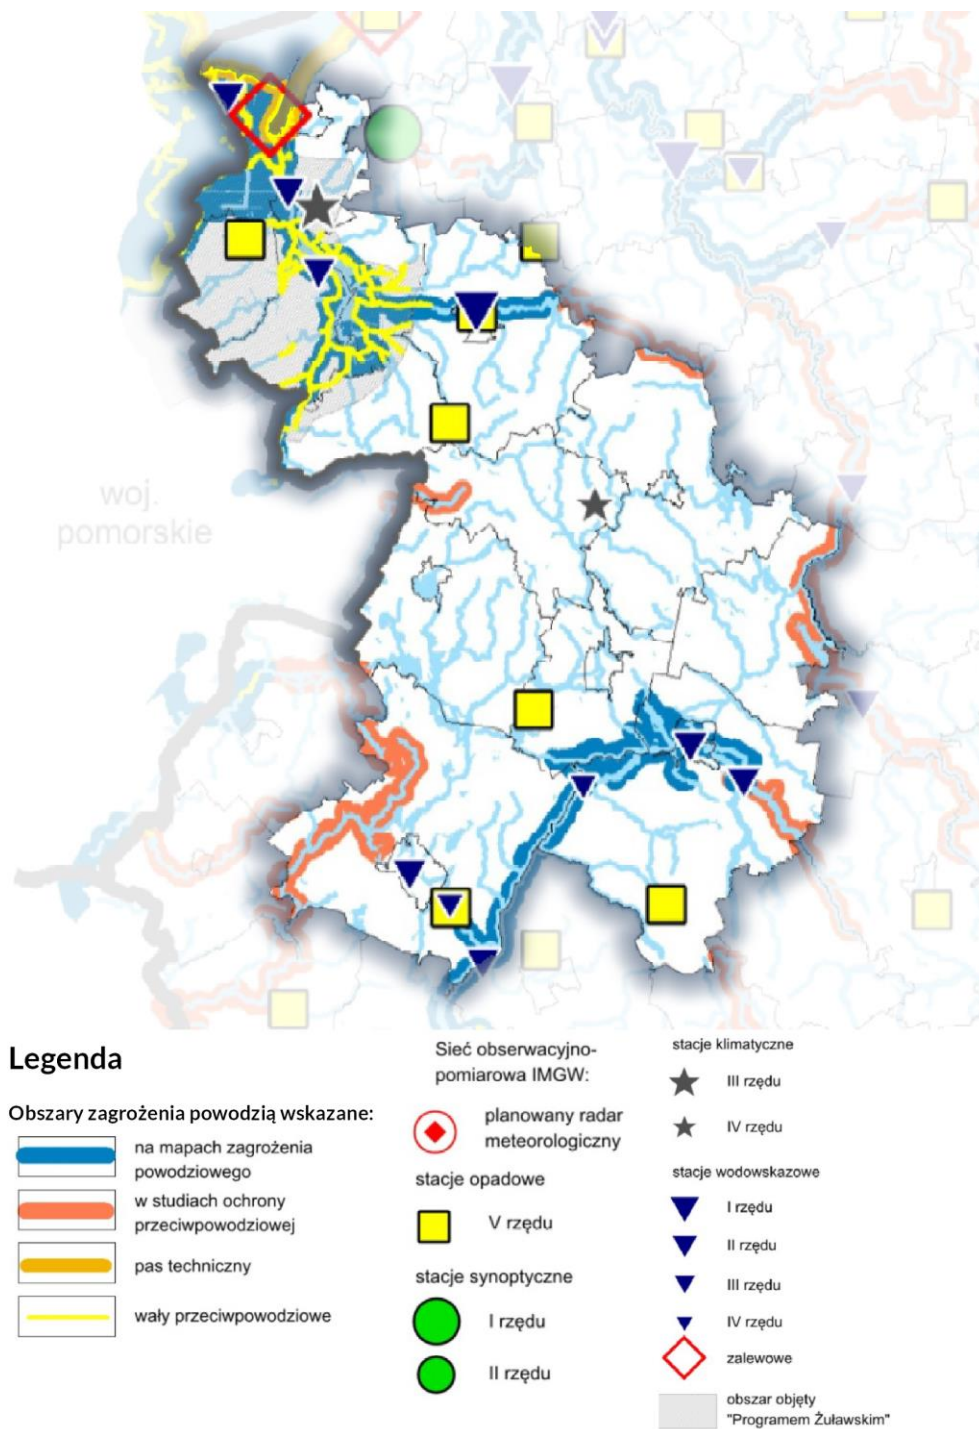 woj.
pomorskie
Legenda
Obszary zagrożenia powodzią wskazane:
na mapach zagrożenia
powodziowego
w studiach ochrony
przeciwpowodziowej
pas techniczny
wały przeciwpowodziowe
Sieć obserwacyjno-
pomiarowa IMGW:
planowany radar
meteorologiczny
stacje opadowe
V rzędu
stacje synoptyczne
I rzędu
II rzędu
stacje klimatyczne
III rzędu
IV rzędu
stacje wodowskazowe
I rzędu
II rzędu
III rzędu
IV rzędu
zalewowe
obszar objęty
"Programem Żuławskim"